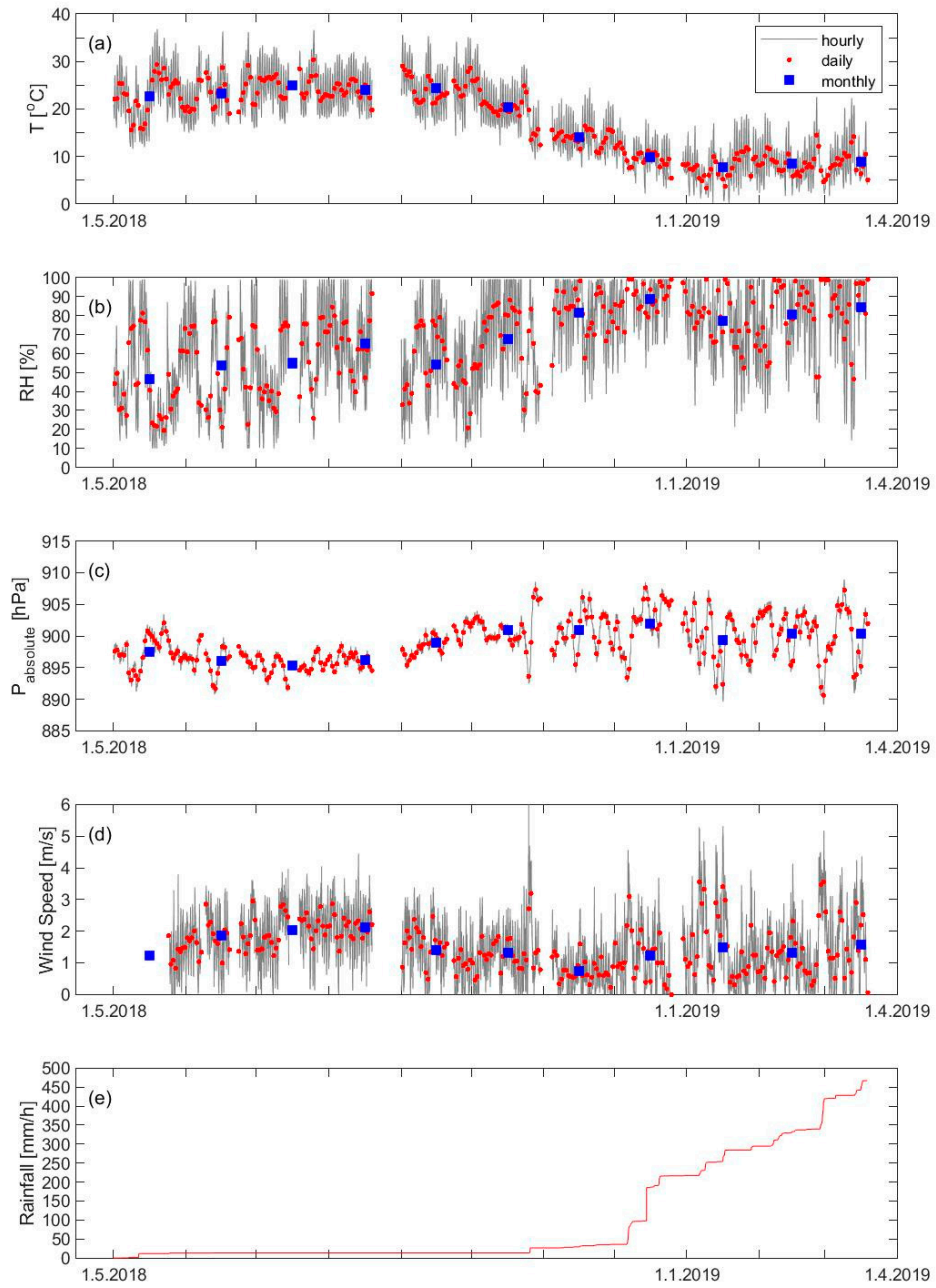 (a)
hourly
daily
monthly
T [°C]
40
30
20
10
0
1.5.2018 1.1.2019 1.4.2019
(b)
RH [%]
100
90
80
70
60
50
40
30
20
10
0
1.5.2018 1.1.2019 1.4.2019
(c)
P absolute [hPa]
915
910
905
900
895
890
885
1.5.2018 1.1.2019 1.4.2019
(d)
Wind Speed [m/s]
6
5
4
3
2
1
0
1.5.2018 1.1.2019 1.4.2019
(e)
Rainfall [mm/h]
500
450
400
350
300
250
200
150
100
50
0
1.5.2018 1.1.2019 1.4.2019